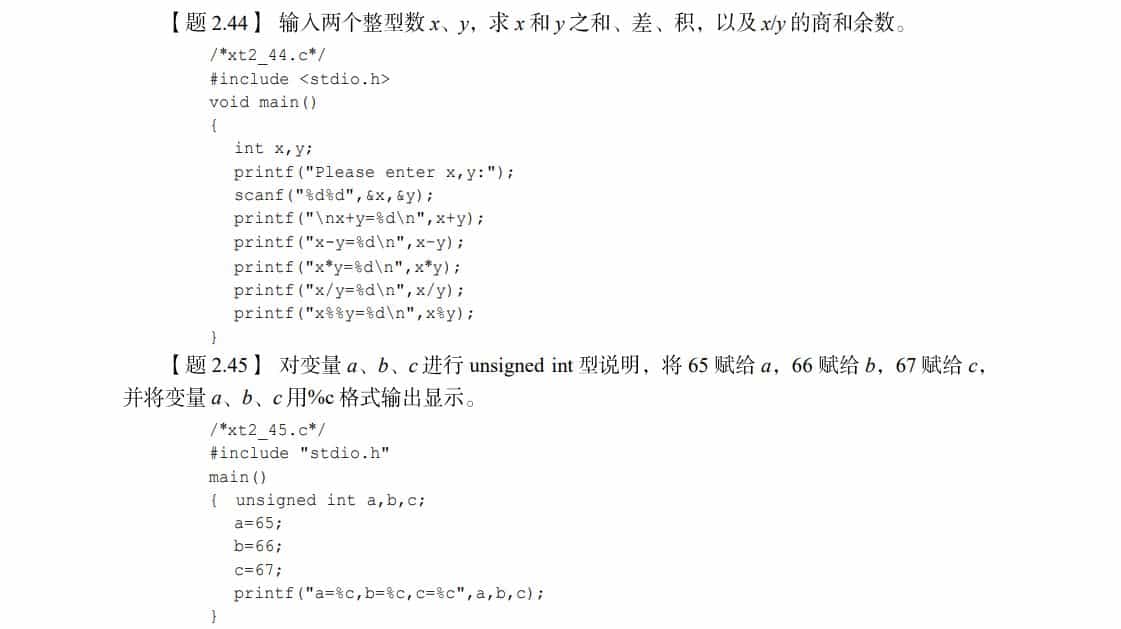 【题 2.44】 输入两个整型数 x、y，求 x 和 y 之和、差、积，以及 x/y 的商和余数。
/*xt2_44.c*/
#include <stdio.h>
void main()
{
int x,y;
printf("Please enter x,y:");
scanf("%d%d",&x,&y);
printf("\nx+y=%d\n",x+y);
printf("x-y=%d\n",x-y);
printf("x*y=%d\n",x*y);
printf("x/y=%d\n",x/y);
printf("x%%y=%d\n",x%y);
}
【题 2.45】 对变量 a、b、c 进行 unsigned int 型说明，将 65 赋给 a，66 赋给 b，67 赋给 c，
并将变量 a、b、c 用%c 格式输出显示。
/*xt2_45.c*/
#include "stdio.h"
main()
{ unsigned int a,b,c;
a=65;
b=66;
c=67;
printf("a=%c,b=%c,c=%c",a,b,c);
}